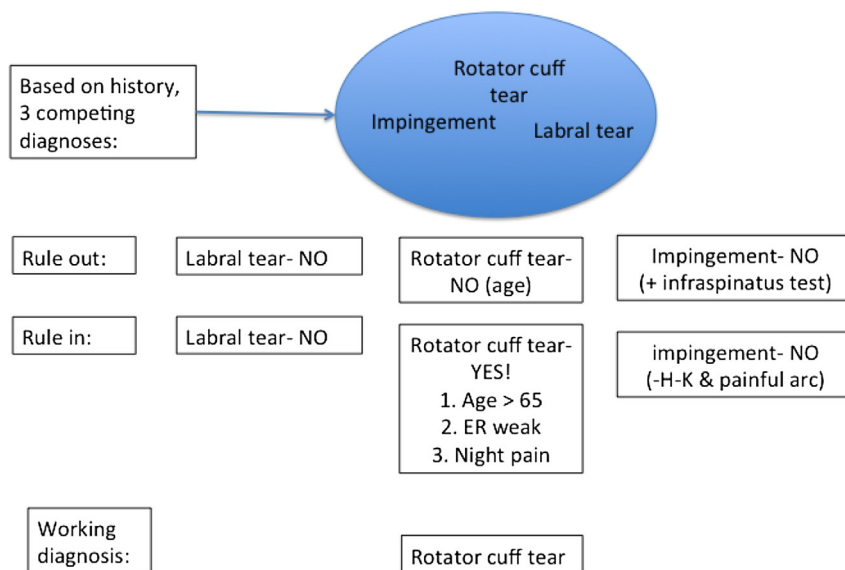 Based on history,
3 competing
diagnoses:
Rotator cuff
tear
Impingement
Labral tear
Rule out:
Labral tear- NO
Rotator cuff tear-
NO (age)
Impingement- NO
(+ infraspinatus test)
Rule in:
Labral tear- NO
Rotator cuff tear-
YES!
1. Age > 65
2. ER weak
3. Night pain
impingement- NO
(-H-K & painful arc)
Working
diagnosis:
Rotator cuff tear